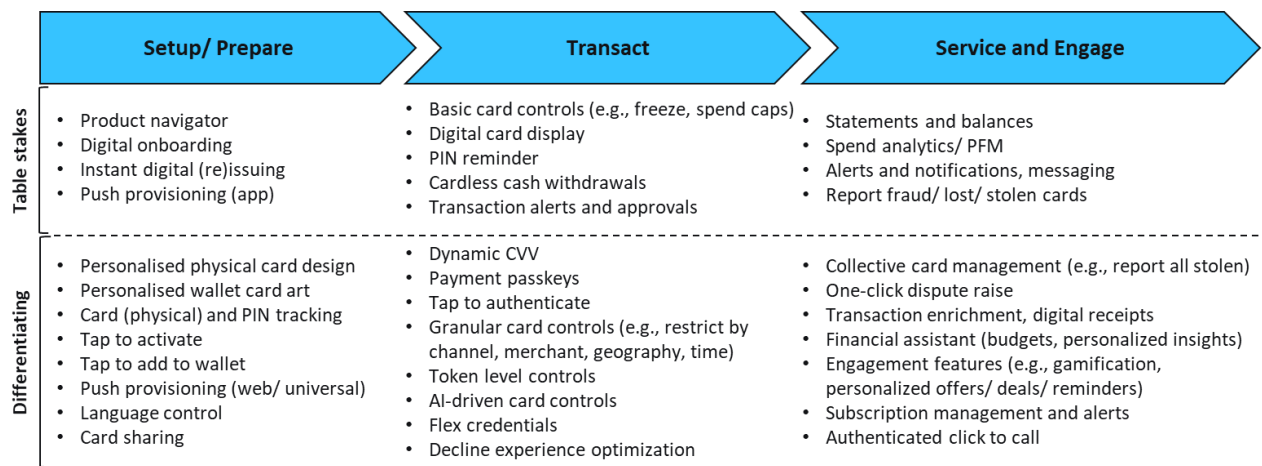 Setup/ Prepare
Transact
Service and Engage
Table stakes
• Product navigator
• Digital onboarding
• Instant digital (re)issuing
• Push provisioning (app)
• Basic card controls (e.g., freeze, spend caps)
• Digital card display
• PIN reminder
• Cardless cash withdrawals
• Transaction alerts and approvals
• Statements and balances
• Spend analytics/ PFM
• Alerts and notifications, messaging
• Report fraud/ lost/ stolen cards
Differentiating
• Personalised physical card design
• Personalised wallet card art
• Card (physical) and PIN tracking
• Tap to activate
• Tap to add to wallet
• Push provisioning (web/ universal)
• Language control
• Card sharing
• Dynamic CVV
• Payment passkeys
• Tap to authenticate
• Granular card controls (e.g., restrict by
channel, merchant, geography, time)
• Token level controls
• AI-driven card controls
• Flex credentials
• Decline experience optimization
• Collective card management (e.g., report all stolen)
• One-click dispute raise
• Transaction enrichment, digital receipts
• Financial assistant (budgets, personalized insights)
• Engagement features (e.g., gamification,
personalized offers/ deals/ reminders)
• Subscription management and alerts
• Authenticated click to call